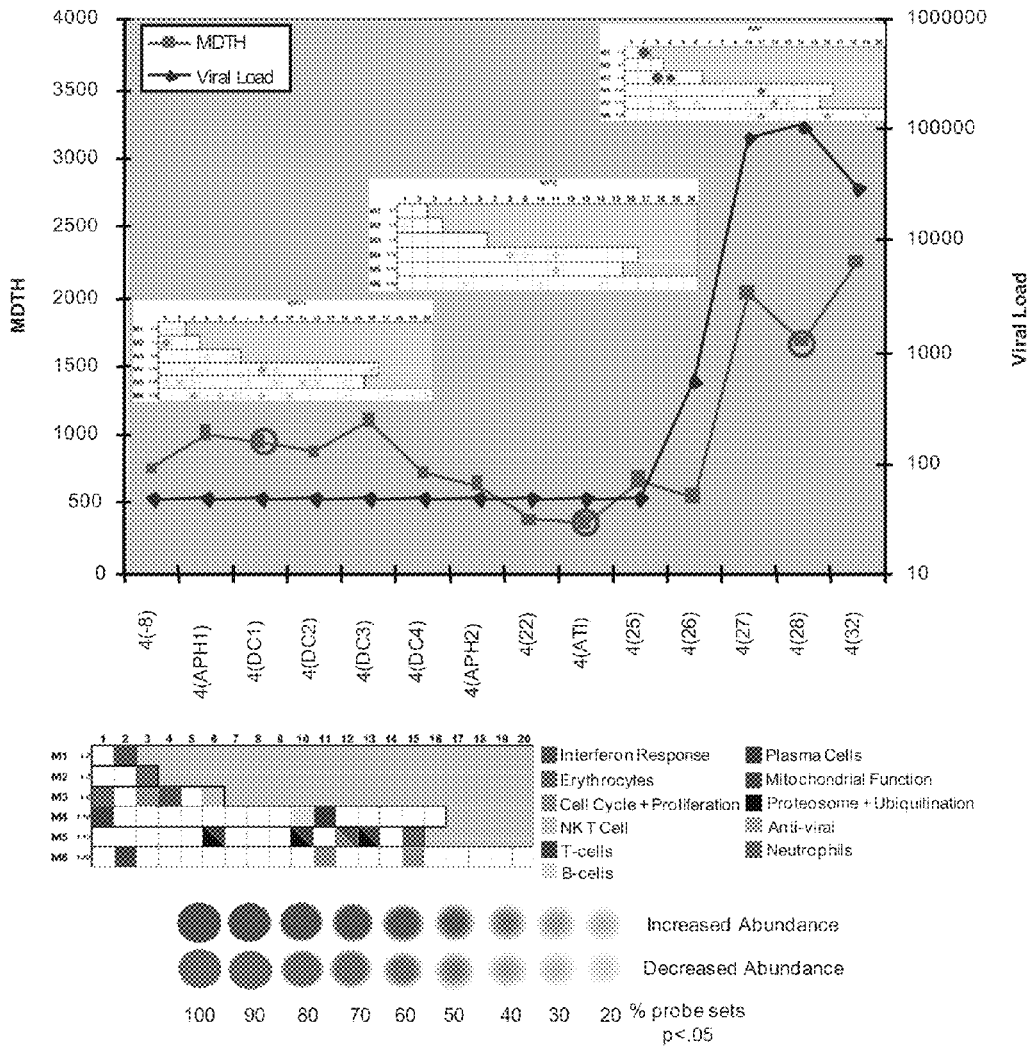 4000
3500
3000
2500
2000
1500
1000
500
0
MDTH
MDTH
Viral Load
1000000
100000
10000
1000
100
10
Viral Load
4(-8)
4(APH1)
4(DC1)
4(DC2)
4(DC3)
4(DC4)
4(APH2)
4(22)
4(ATI)
4(25)
4(26)
4(27)
4(28)
4(32)
1 2 3 4 5 6 7 8 9 10 11 12 13 14 15 16 17 18 19 20
M1
M2
M3
M4
M5
M6
Interferon Response
Erythrocytes
Cell Cycle + Proliferation
NKT Cell
T-cells
B-cells
Plasma Cells
Mitochondrial Function
Proteosome + Ubiquitination
Anti-viral
Neutrophils
Increased Abundance
Decreased Abundance
100 90 80 70 60 50 40 30 20 % probe sets
p<.05